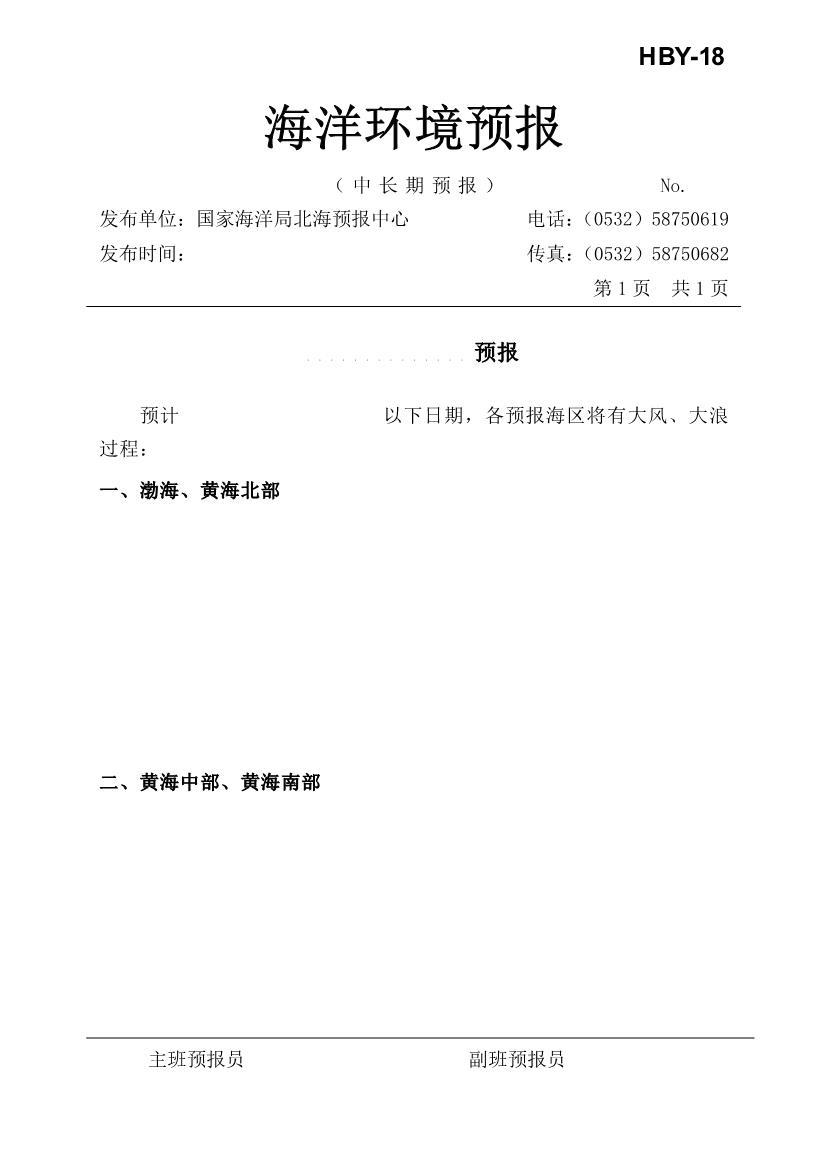 HBY-18
海洋环境预报
（中长期预报） No.
发布单位：国家海洋局北海预报中心 电话：（0532）58750619
发布时间： 传真：（0532）58750682
第1页 共1页
..............预报
预计 以下日期，各预报海区将有大风、大浪
过程：
一、渤海、黄海北部
二、黄海中部、黄海南部
主班预报员 副班预报员